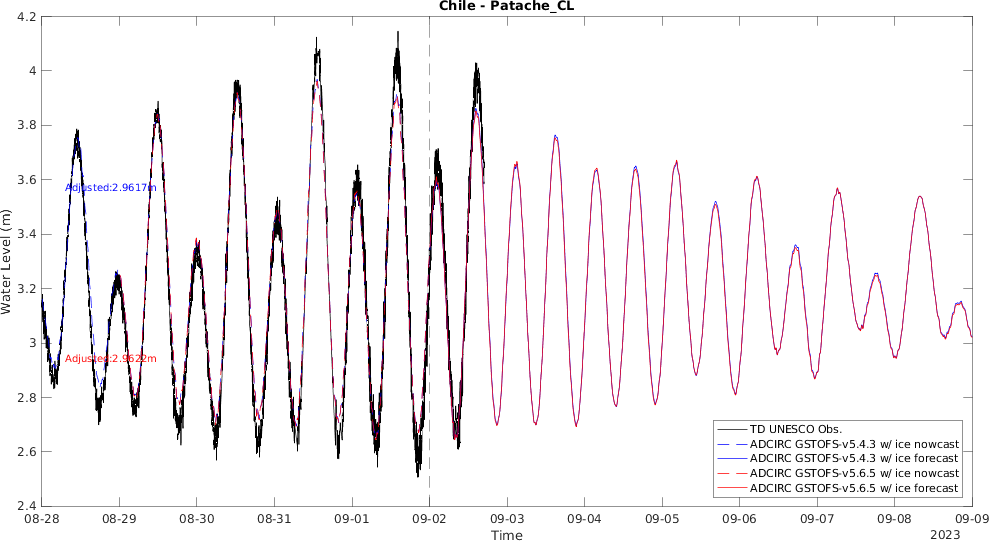 Chile - Patache_CL
4.2
4
3.8
3.6
3.4
3.2
3
2.8
2.6
2.4
Water Level (m)
Adjusted:2.9617m
Adjusted:2.9622m
TD UNESCO Obs.
ADCIRC GSTOFS-v5.4.3 w/ ice nowcast
ADCIRC GSTOFS-v5.4.3 w/ ice forecast
ADCIRC GSTOFS-v5.6.5 w/ ice nowcast
ADCIRC GSTOFS-v5.6.5 w/ ice forecast
08-28 08-29 08-30 08-31 09-01 09-02 09-03 09-04 09-05 09-06 09-07 09-08 09-09
Time
2023